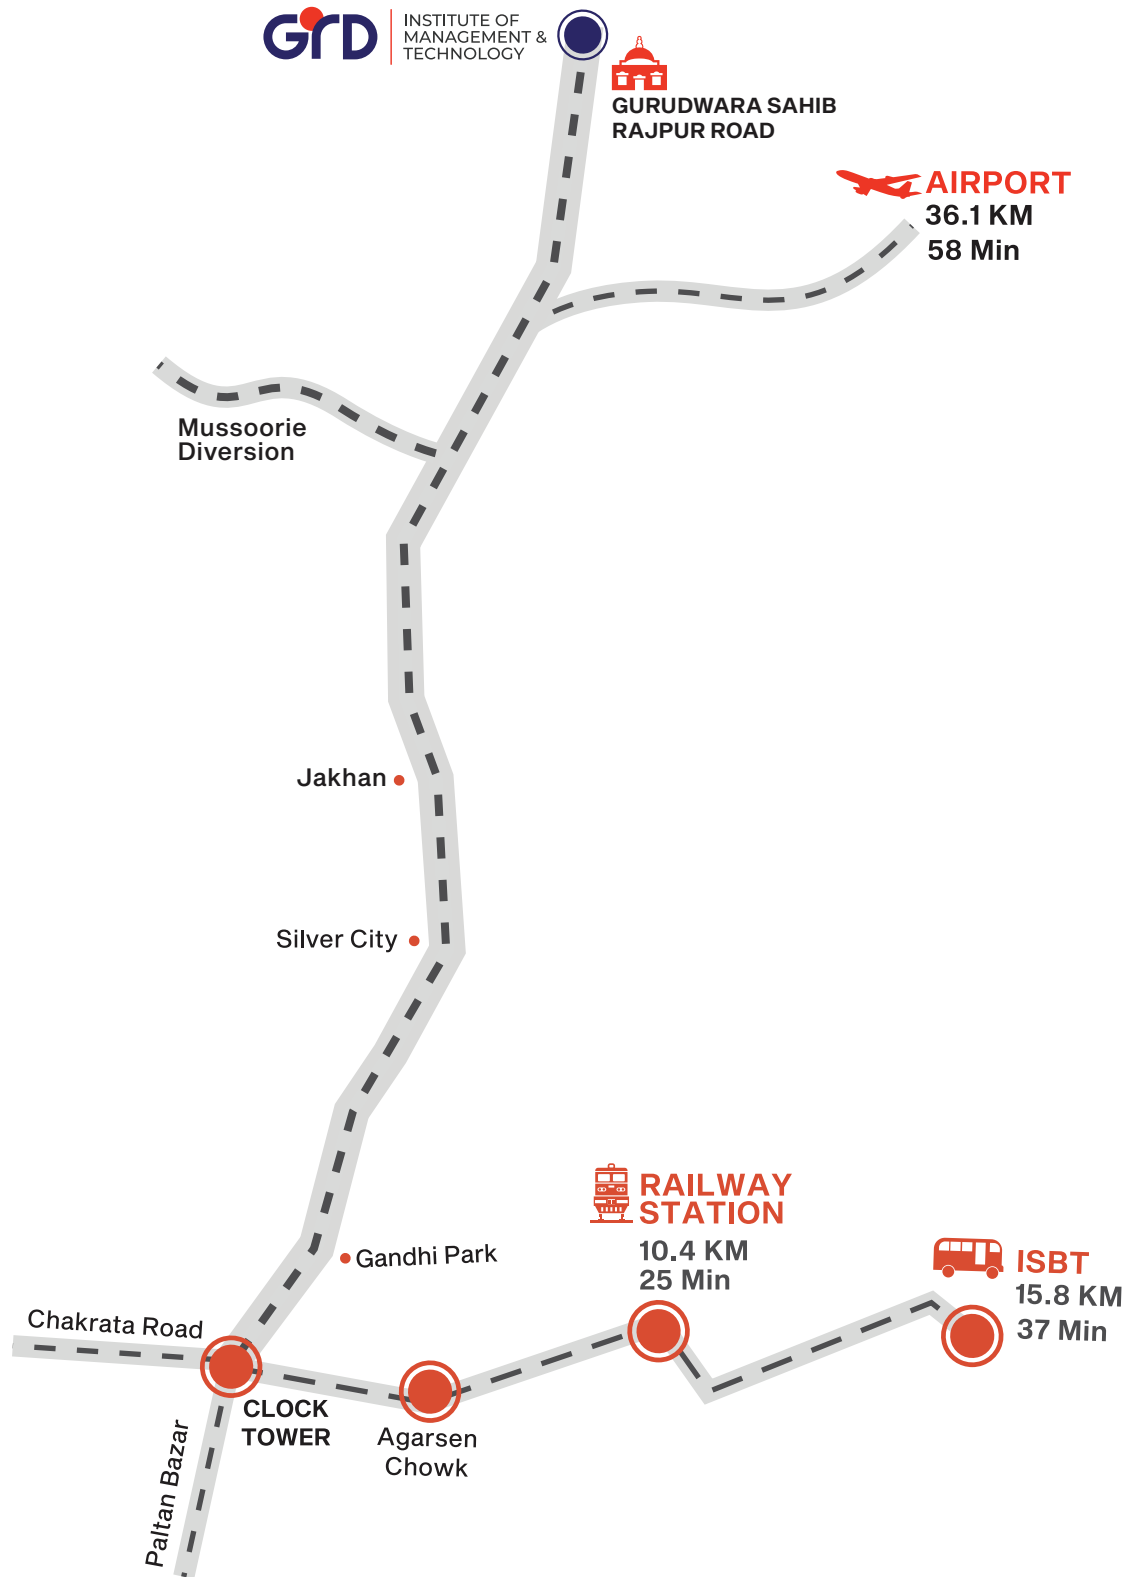 GrD
INSTITUTE OF
MANAGEMENT &
TECHNOLOGY
GURUDWARA SAHIB
RAJPUR ROAD
AIRPORT
36.1 KM
58 Min
Mussoorie
Diversion
Jakhan
Silver City
RAILWAY
STATION
10.4 KM
25 Min
Gandhi Park
ISBT
15.8 KM
37 Min
Chakrata Road
CLOCK
TOWER
Agarsen
Chowk
Paltan Bazar